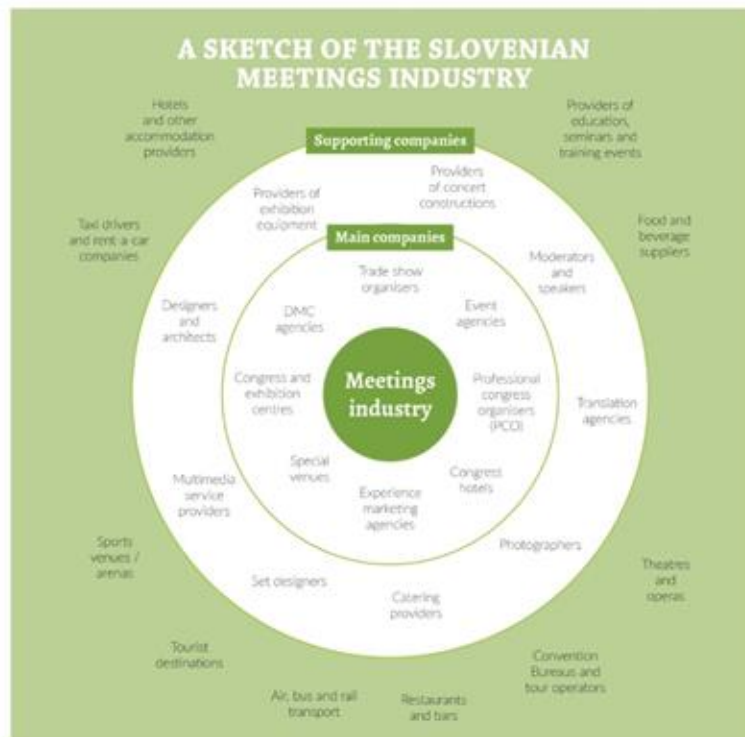 A SKETCH OF THE SLOVENIAN
MEETINGS INDUSTRY
Hotels
and other
accommodation
providers
Providers of
education,
seminars and
training events
Supporting companies
Providers of
exhibition
equipment
Providers
of concert
constructions
Taxi drivers
and rent-a-car
companies
Food and
beverage
suppliers
Main companies
Trade show
organisers
Moderators
and
speakers
Designers
and
architects
DMC
agencies
Event
agencies
Meetings
industry
Congress and
exhibition
centres
Professional
congress
organisers
(PCO)
Translation
agencies
Special
venues
Congress
hotels
Multimedia
service
providers
Experience
marketing
agencies
Photographers
Sports
venues /
arenas
Theatres
and
operas
Set designers
Catering
providers
Tourist
destinations
Convention
Bureaus and
tour operators
Air, bus and rail
transport
Restaurants
and bars